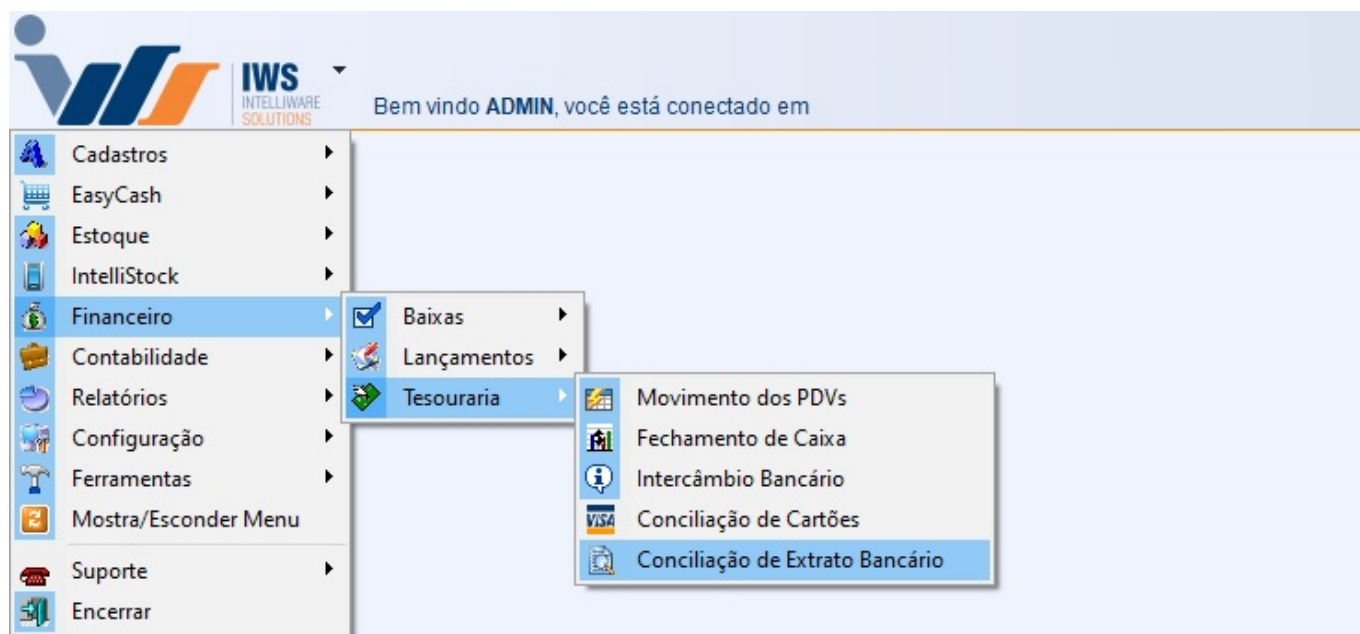 IWS
INTELLIWARE
SOLUTIONS
Bem vindo ADMIN, você está conectado em
Cadastros
EasyCash
Estoque
IntelliStock
Financeiro
Contabilidade
Relatórios
Configuração
Ferramentas
Mostra/Esconder Menu
Suporte
Encerrar
Baixas
Lançamentos
Tesouraria
Movimento dos PDVs
Fechamento de Caixa
Intercâmbio Bancário
VISA
Conciliação de Cartões
Conciliação de Extrato Bancário